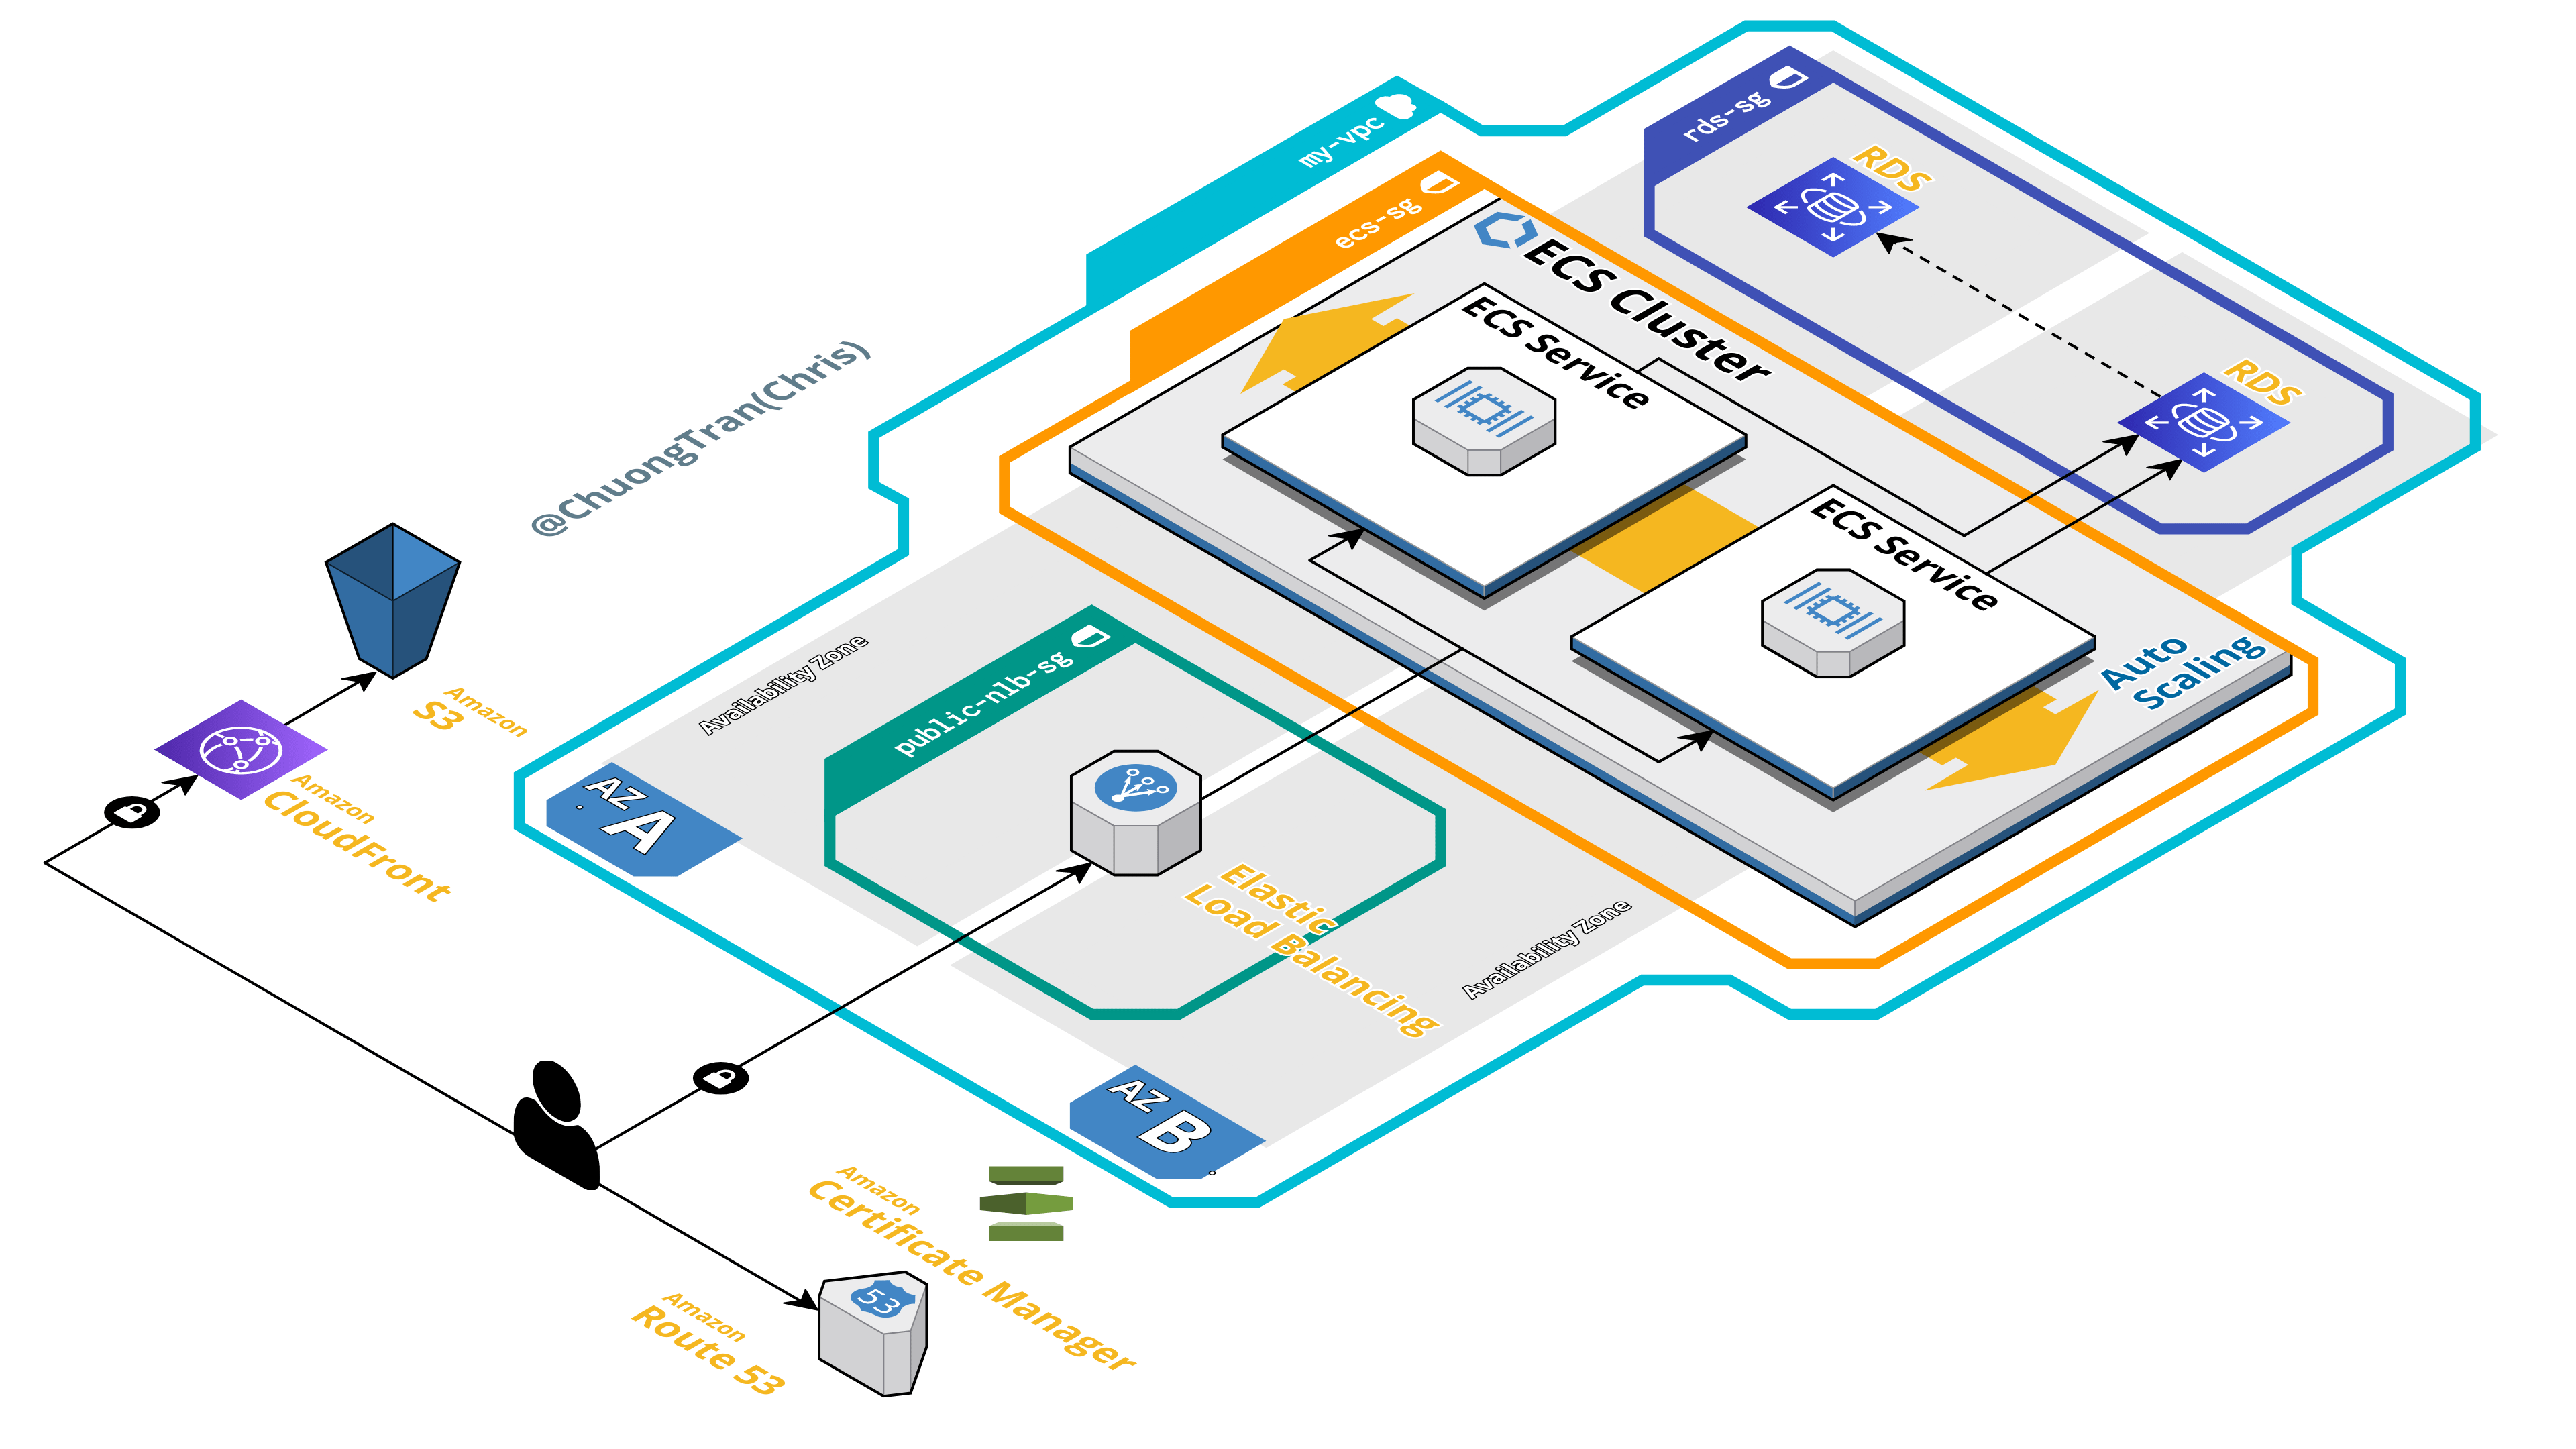 my-vpc
rds-sg
RDS
ecs-sg
ECS Cluster
ECS Service
RDS
@ChuongTran(Chris)
ECS Service
Auto
Scaling
Availability Zone
public-nlb-sg
Amazon
S3
AZ
A
Amazon
CloudFront
Elastic
Load Balancing
Availability Zone
AZ
B
Amazon
Certificate Manager
53
Amazon
Route 53